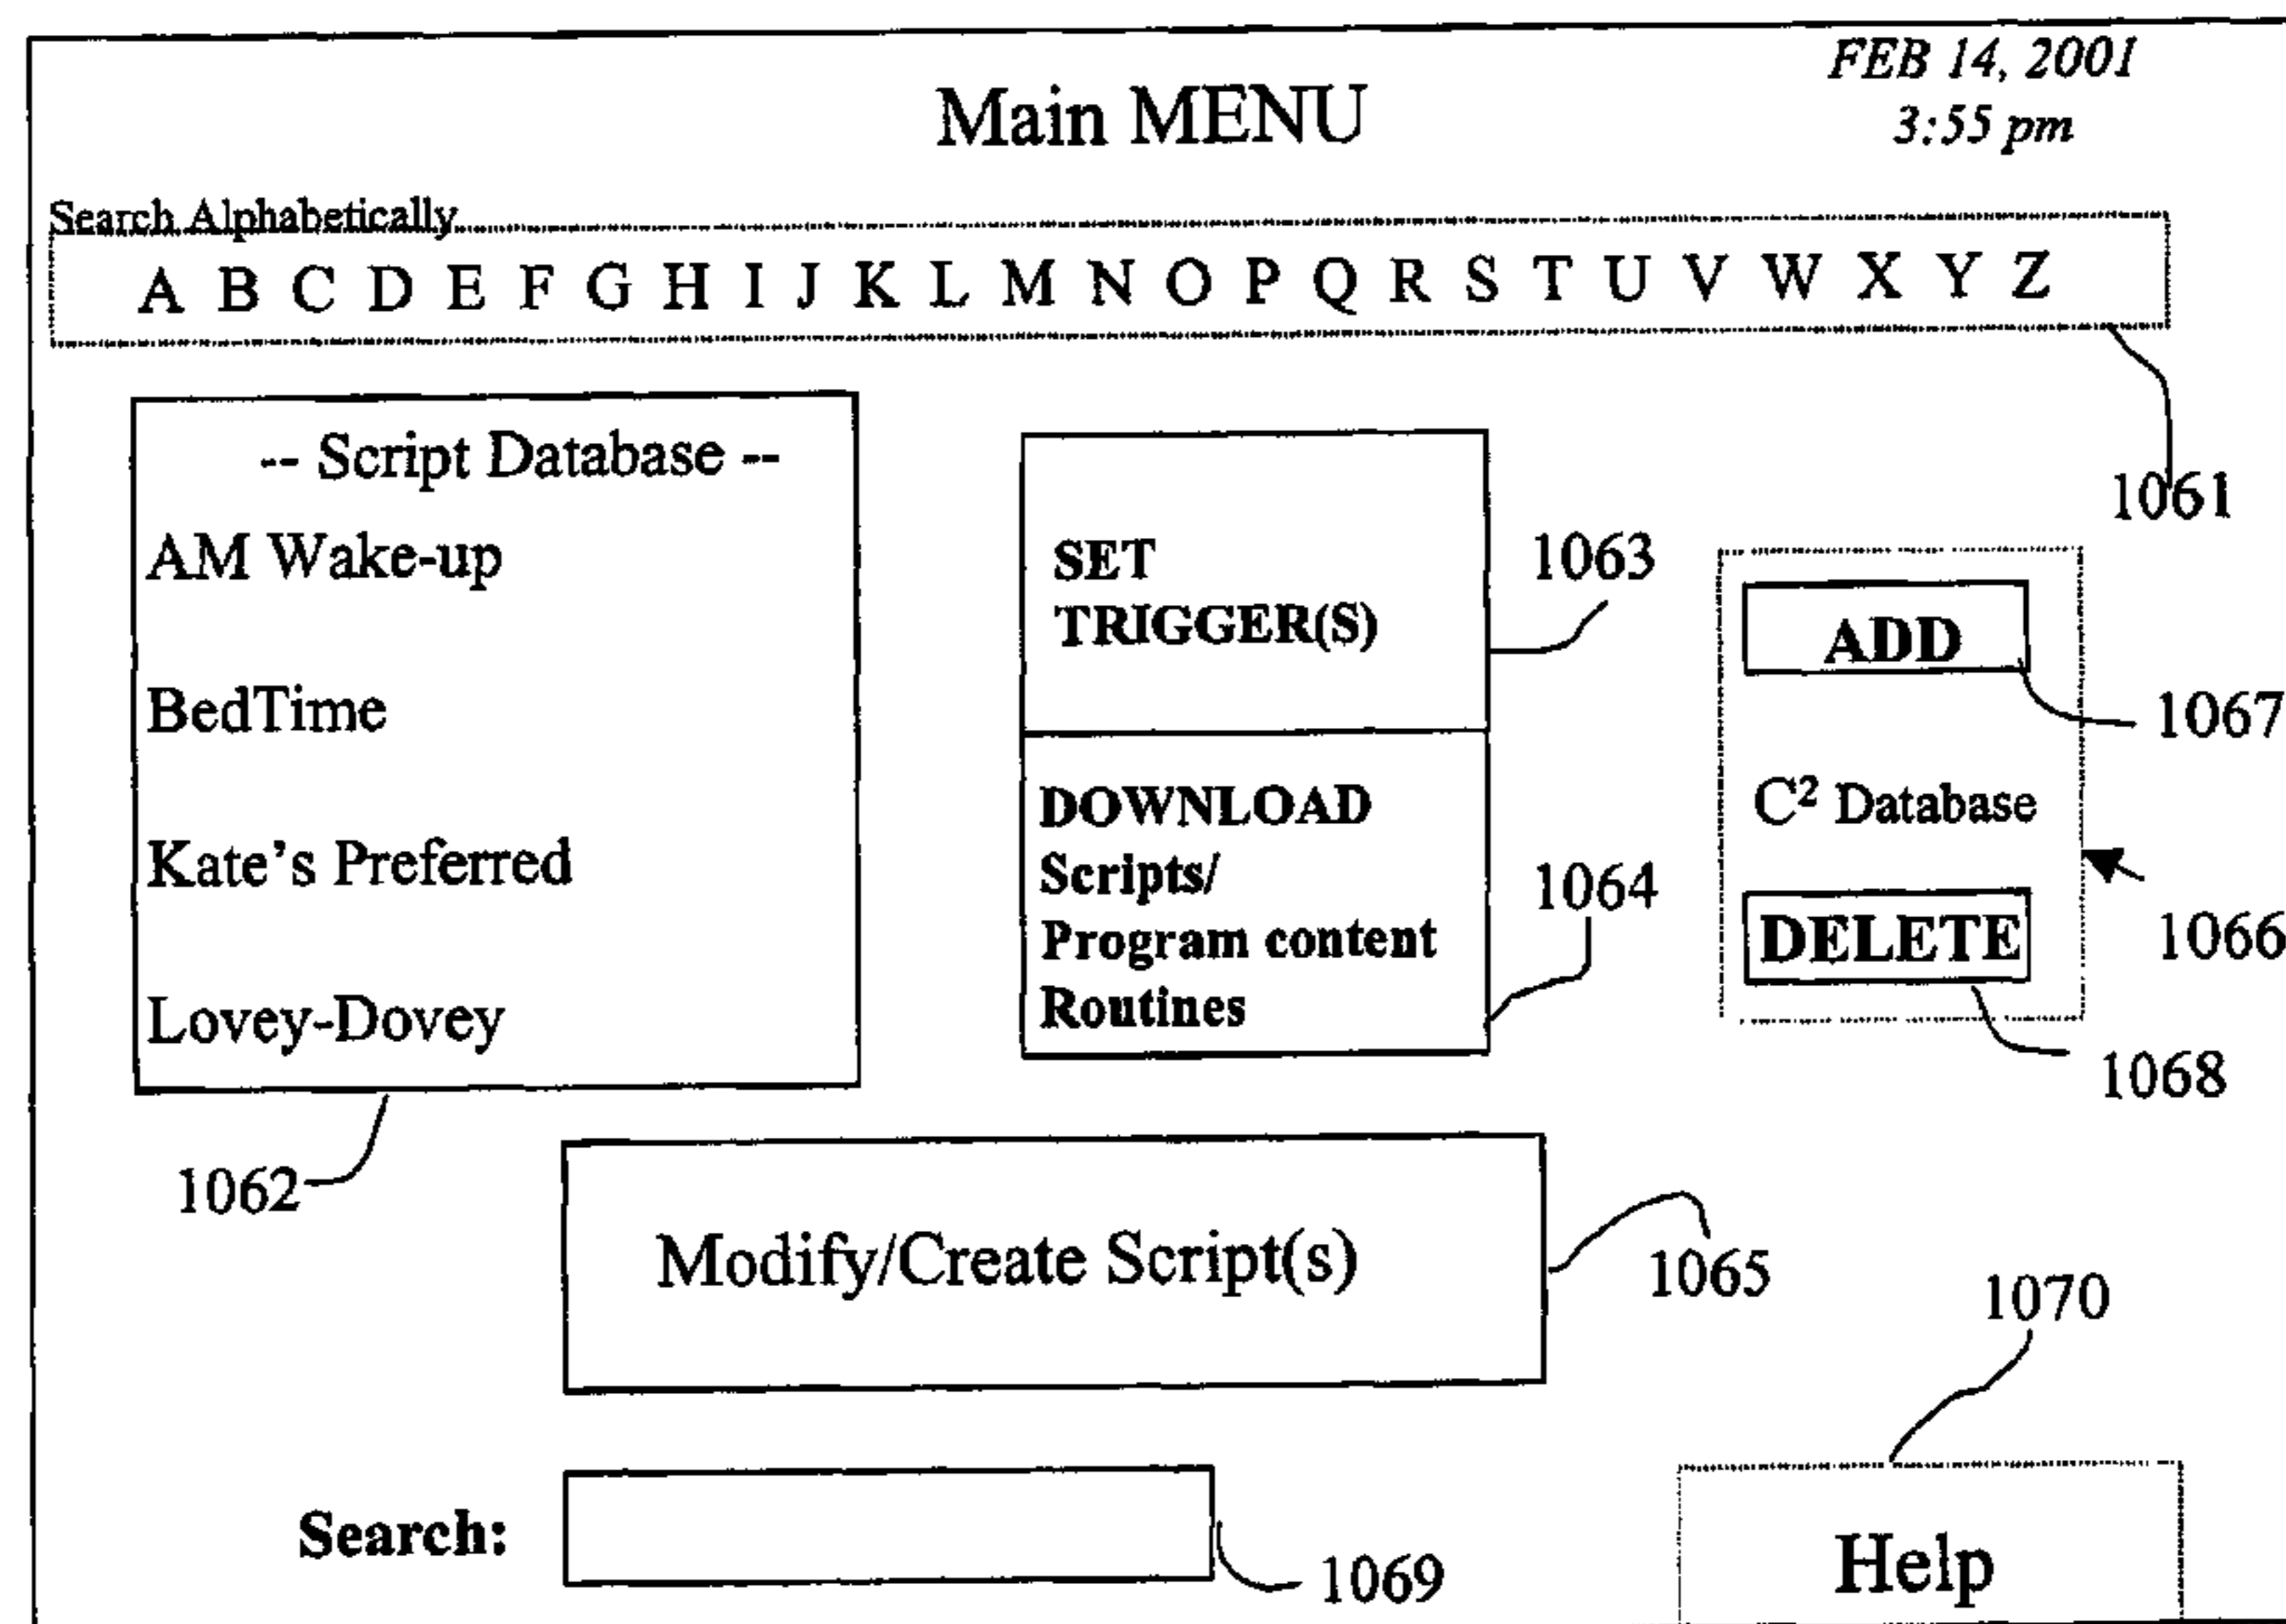 FEB 14, 2001
Main MENU
3:55 pm
Search Alphabetically
A B C D E F G H I J K L M N O P Q R S T U V W X Y Z
1061
-- Script Database --
AM Wake-up
BedTime
Kate's Preferred
Lovey-Dovey
1062
SET
TRIGGER(S)
1063
DOWNLOAD
Scripts/
Program content
Routines
1064
ADD
1067
C² Database
1066
DELETE
1068
Modify/Create Script(s)
1065
1070
Search:
1069
Help